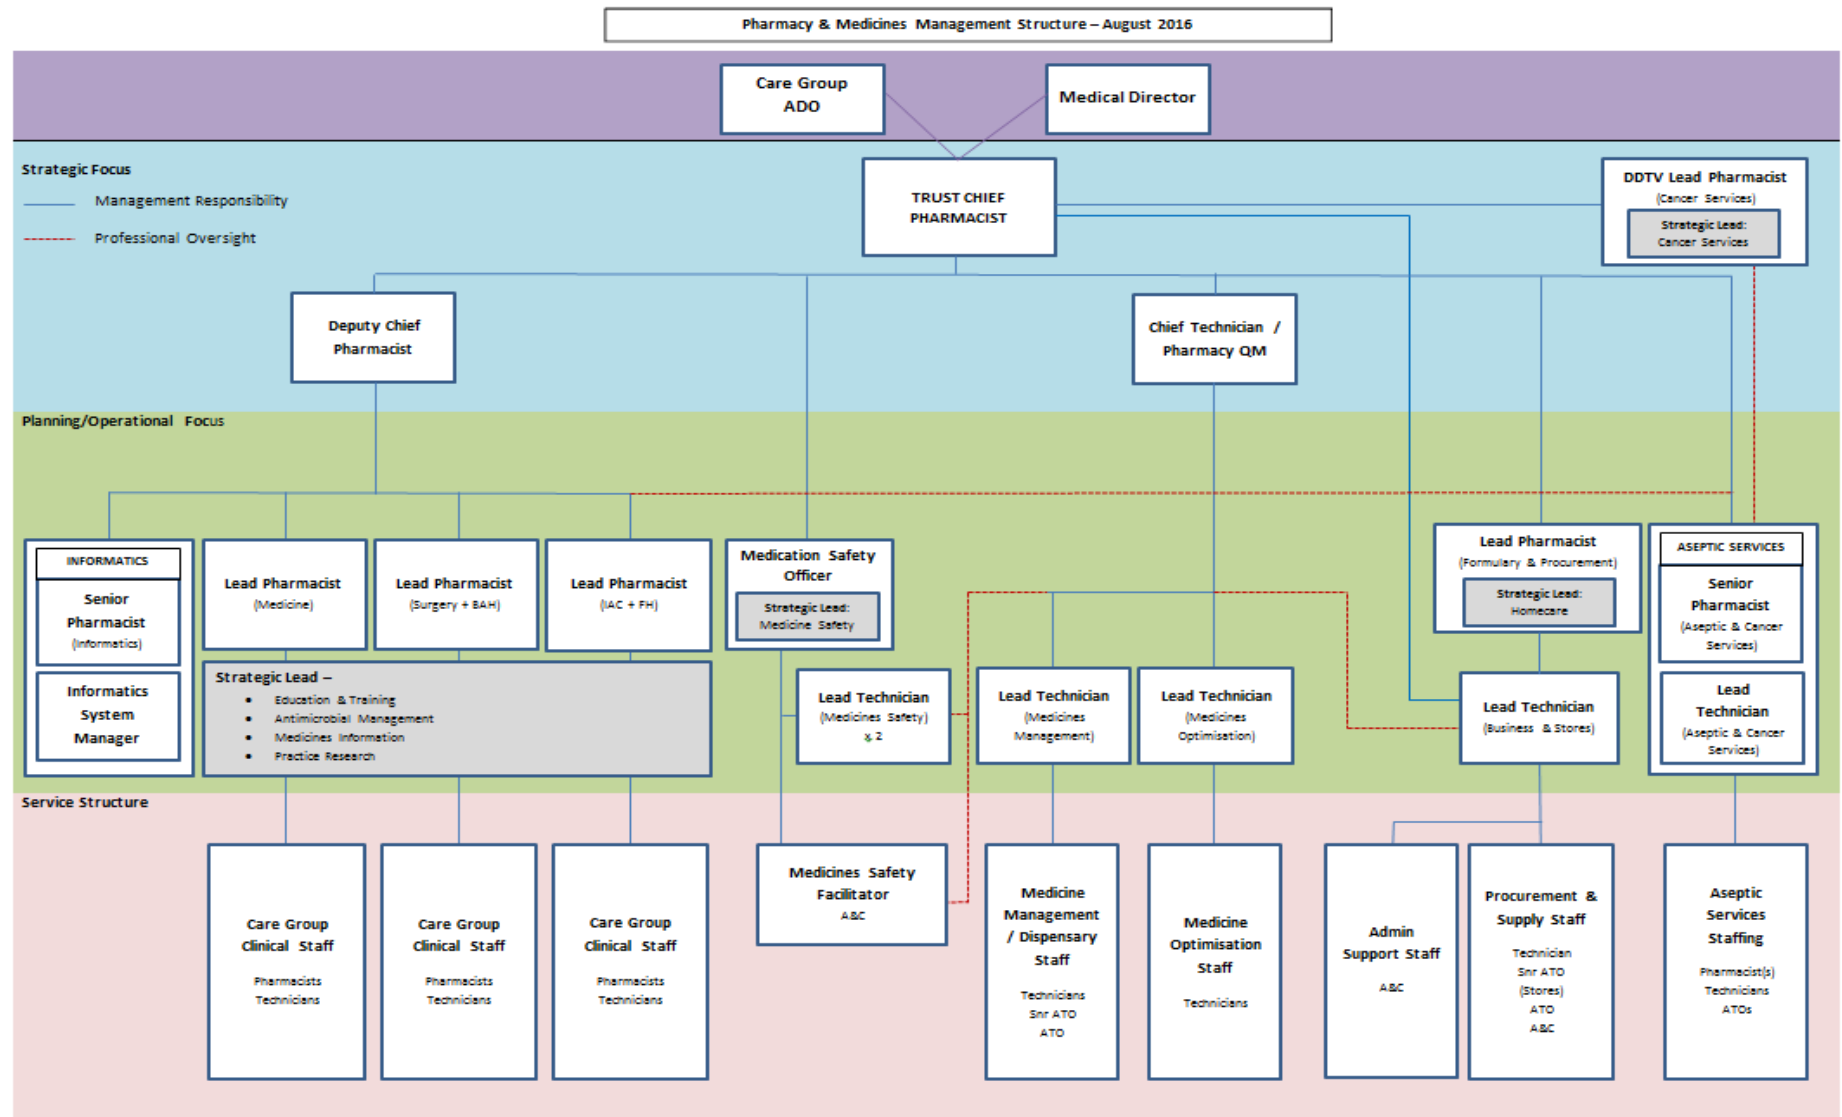 Pharmacy & Medicines Management Structure – August 2016
Care Group
ADO
Medical Director
Strategic Focus
Management Responsibility
Professional Oversight
TRUST CHIEF
PHARMACIST
DDTV Lead Pharmacist
(Cancer Services)
Strategic Lead:
Cancer Services
Deputy Chief
Pharmacist
Chief Technician /
Pharmacy QM
Planning/Operational Focus
INFORMATICS
Senior
Pharmacist
(Informatics)
Informatics
System
Manager
Lead Pharmacist
(Medicine)
Lead Pharmacist
(Surgery + BAH)
Lead Pharmacist
(IAC + FH)
Strategic Lead –
• Education & Training
• Antimicrobial Management
• Medicines Information
• Practice Research
Medication Safety
Officer
Strategic Lead:
Medicine Safety
Lead Technician
(Medicines Safety)
x 2
Lead Technician
(Medicines
Management)
Lead Technician
(Medicines
Optimisation)
Lead Pharmacist
(Formulary & Procurement)
Strategic Lead:
Homecare
Lead Technician
(Business & Stores)
ASEPTIC SERVICES
Senior
Pharmacist
(Aseptic & Cancer
Services)
Lead
Technician
(Aseptic & Cancer
Services)
Service Structure
Care Group
Clinical Staff
Pharmacists
Technicians
Care Group
Clinical Staff
Pharmacists
Technicians
Care Group
Clinical Staff
Pharmacists
Technicians
Medicines Safety
Facilitator
A&C
Medicine
Management
/ Dispensary
Staff
Technicians
Snr ATO
ATO
Medicine
Optimisation
Staff
Technicians
Admin
Support Staff
A&C
Procurement &
Supply Staff
Technician
Snr ATO
(Stores)
ATO
A&C
Aseptic
Services
Staffing
Pharmacist(s)
Technicians
ATOs